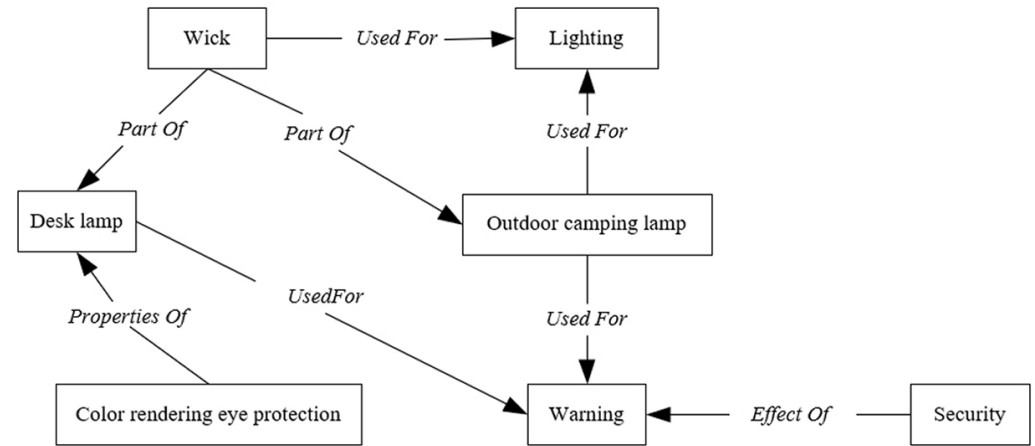 Wick
Used For
Lighting
Part Of
Part Of
Used For
Desk lamp
Outdoor camping lamp
UsedFor
Properties Of
Used For
Color rendering eye protection
Warning
Effect Of
Security